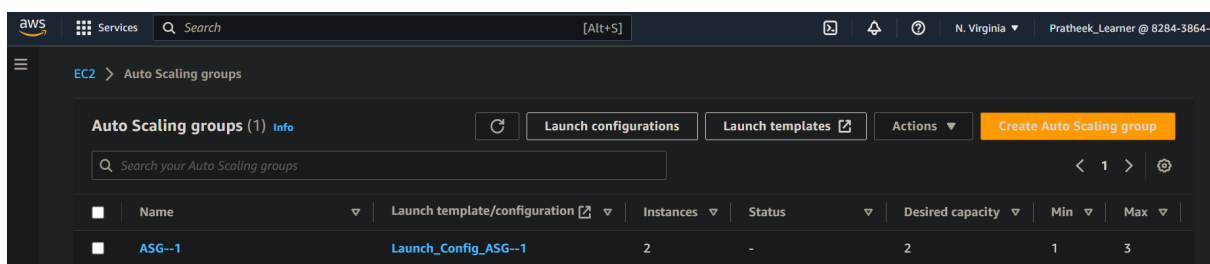 aws Services Search [Alt+S] N. Virginia ▼ Pratheek_Learner @ 8284-3864-
EC2 > Auto Scaling groups
Auto Scaling groups (1) Info Launch configurations Launch templates Actions ▼ Create Auto Scaling group
Search your Auto Scaling groups < 1 >
Name Launch template/configuration Instances Status Desired capacity Min Max
ASG--1 Launch_Config_ASG--1 2 - 2 1 3